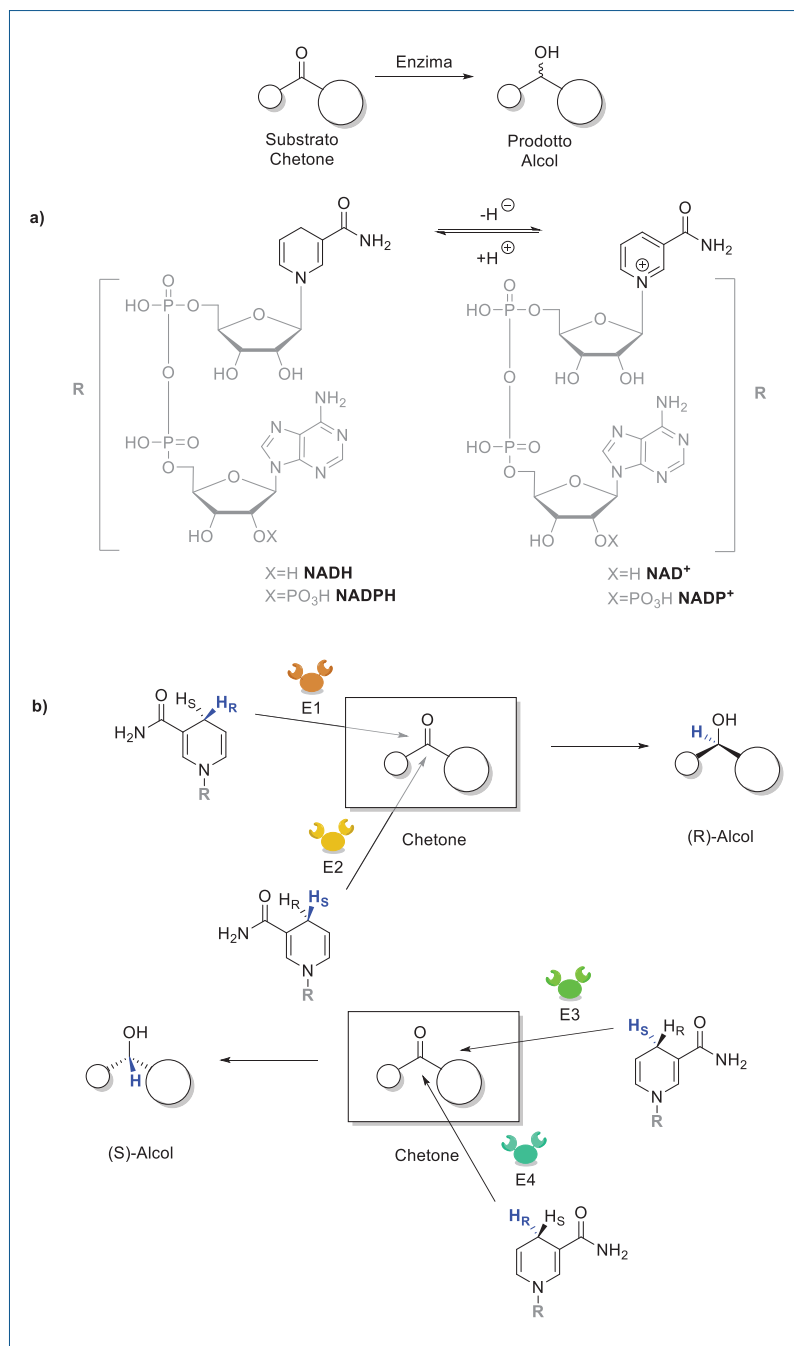 O
OH
Enzima
Substrato
Chetone
Prodotto
Alcol
a)
O
NH2
N
-H ⊖
+H ⊕
O
NH2
N
⊕
R
O
HO-P-O
O
HO OH
O
HO-P=O
O
NH2
N
N
N
N
O
HO
OX
O
HO-P-O
O
HO OH
O
HO-P=O
O
NH2
N
N
N
N
O
HO
OX
R
X=H NADH
X=PO3H NADPH
X=H NAD+
X=PO3H NADP+
b)
O
HS
HR
H2N
N
R
E1
O
Chetone
OH
H
(R)-Alcol
E2
O
HR
HS
H2N
N
R
E3
HS
HR
O
NH2
N
R
O
Chetone
OH
H
(S)-Alcol
E4
HR
HS
O
NH2
N
R